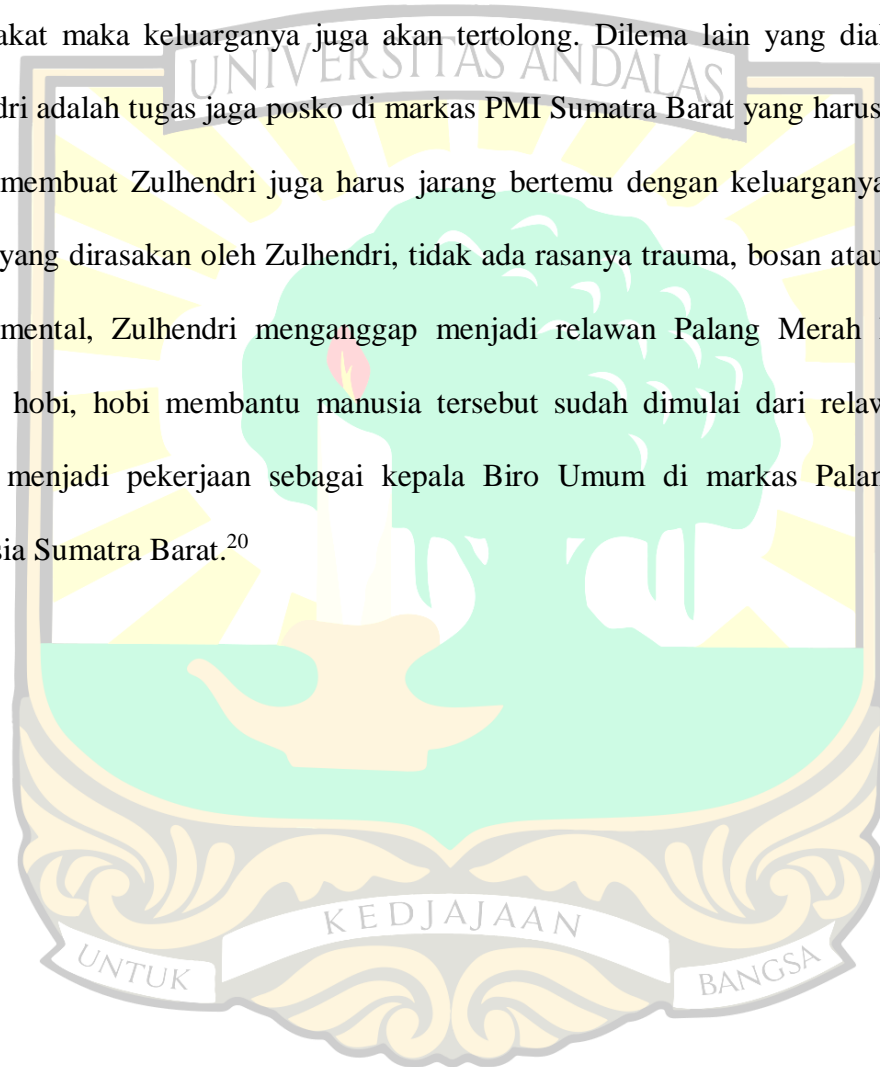 akat maka keluarganya juga akan tertolong. Dilema lain yang dial
dri adalah tugas jaga posko di markas PMI Sumatra Barat yang harus
membuat Zulhendri juga harus jarang bertemu dengan keluarganya
yang dirasakan oleh Zulhendri, tidak ada rasanya trauma, bosan atau
mental, Zulhendri menganggap menjadi relawan Palang Merah
hobi, hobi membantu manusia tersebut sudah dimulai dari relaw
menjadi pekerjaan sebagai kepala Biro Umum di markas Palan
sia Sumatra Barat.20
UNIVERSITAS ANDALAS
UNTUK KEDJAJAAN BANGSA